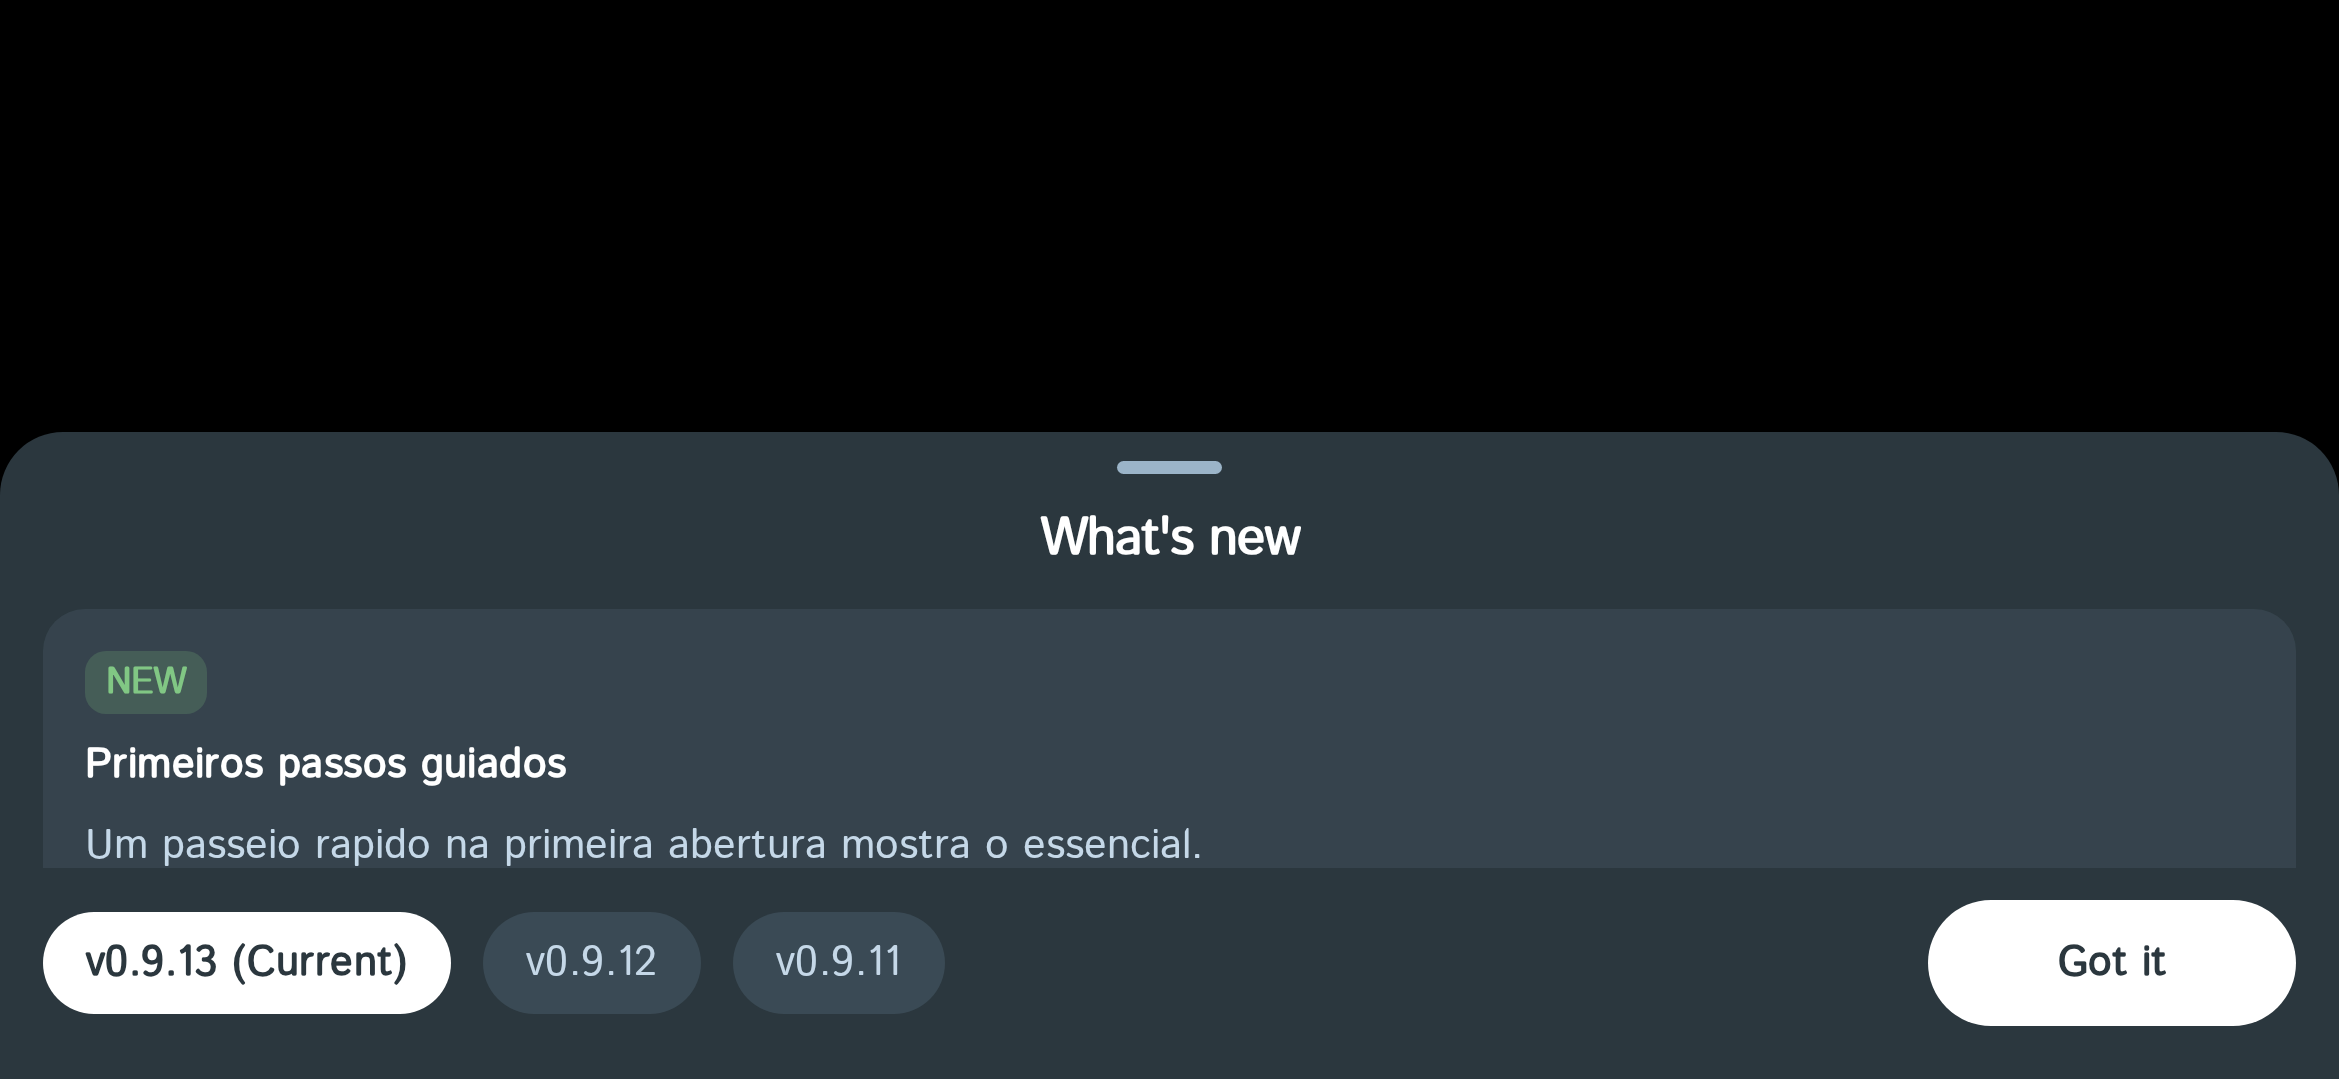 What's new
NEW
Primeiros passos guiados
Um passeio rapido na primeira abertura mostra o essencial.
v0.9.13 (Current)
v0.9.12
v0.9.11
Got it